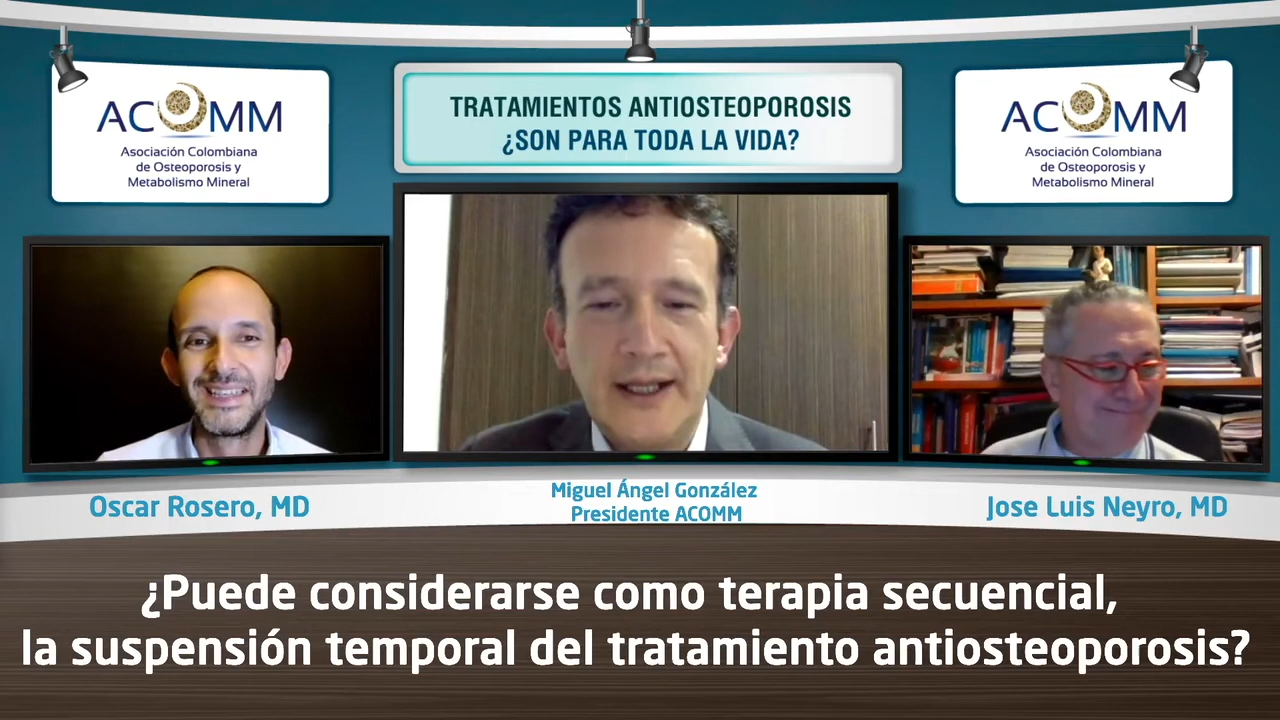 ACOMM
Asociación Colombiana
de Osteoporosis y
Metabolismo Mineral
TRATAMIENTOS ANTIOSTEOPOROSIS
¿SON PARA TODA LA VIDA?
ACOMM
Asociación Colombiana
de Osteoporosis y
Metabolismo Mineral
Oscar Rosero, MD
Miguel Ángel González
Presidente ACOMM
Jose Luis Neyro, MD
¿Puede considerarse como terapia secuencial,
la suspensión temporal del tratamiento antiosteoporosis?